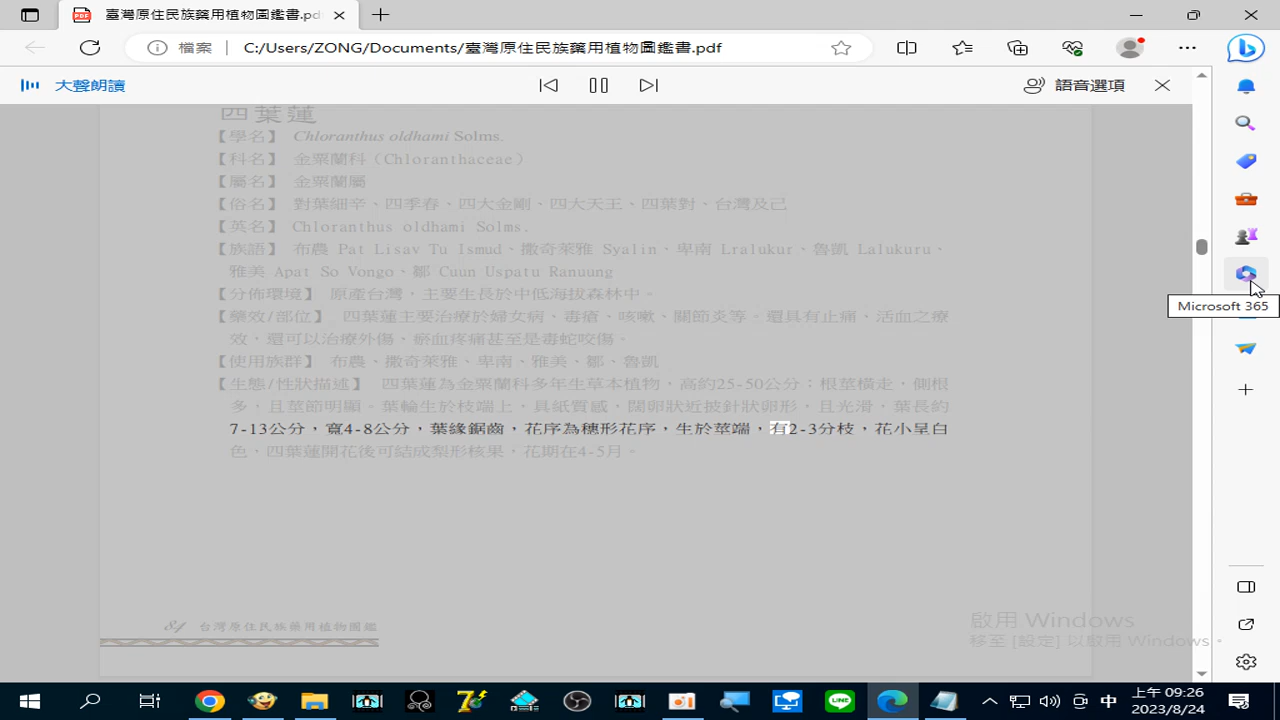 臺灣原住民族藥用植物圖鑑書.pdf
檔案 C:/Users/ZONG/Documents/臺灣原住民族藥用植物圖鑑書.pdf
大聲朗讀
語音選項
四葉蓮
【學名】 Chloranthus oldhami Solms.
【科名】 金粟蘭科（Chloranthaceae）
【屬名】 金粟蘭屬
【俗名】 對葉細辛、四季春、四大金剛、四大天王、四葉對、台灣及己
【英名】 Chloranthus oldhami Solms.
【族語】 布農 Pat Lisav Tu Ismud、撒奇萊雅 Syalin、卑南 Lralukur、魯凱 Lalukuru、
雅美 Apat So Vongo、鄒 Cuun Uspatu Ranuung
【分佈環境】 原產台灣，主要生長於中低海拔森林中。
【藥效/部位】 四葉蓮主要治療於婦女病、毒瘡、咳嗽、關節炎等。還具有止痛、活血之療
效，還可以治療外傷、瘀血疼痛甚至是毒蛇咬傷。
【使用族群】 布農、撒奇萊雅、卑南、雅美、鄒、魯凱
【生態/性狀描述】 四葉蓮為金粟蘭科多年生草本植物，高約25-50公分；根莖橫走，側根
多，且莖節明顯。葉輪生於枝端上，具紙質感，闊卵狀近披針狀卵形，且光滑，葉長約
7-13公分，寬4-8公分，葉緣鋸齒，花序為穗形花序，生於莖端，有2-3分枝，花小呈白
色，四葉蓮開花後可結成梨形核果，花期在4-5月。
84 台灣原住民族藥用植物圖鑑
Microsoft 365
啟用 Windows
移至 [設定] 以啟用 Windows。
中
上午 09:26
2023/8/24